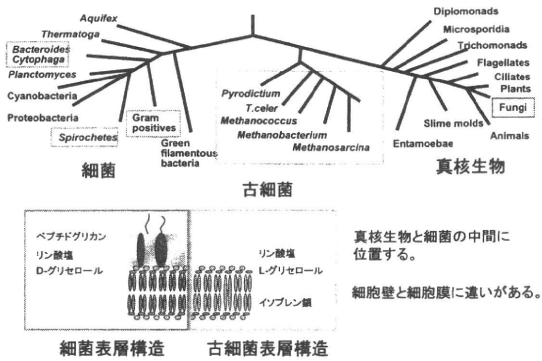 Aquifex
Thermatoga
Bacteroides
Cytophaga
Planctomyces
Cyanobacteria
Proteobacteria
Spirochetes
Gram
positives
Green
filamentous
bacteria
細菌
Pyrodictium
T.celer
Methanococcus
Methanobacterium
Methanosarcina
古細菌
Diplomonads
Microsporidia
Trichomonads
Flagellates
Ciliates
Plants
Fungi
Animals
Slime molds
Entamoebae
真核生物
ペプチドグリカン
リン酸塩
D-グリセロール
リン酸塩
L-グリセロール
イソプレン鎖
細菌表層構造
古細菌表層構造
真核生物と細菌の中間に
位置する。
細胞壁と細胞膜に違いがある。